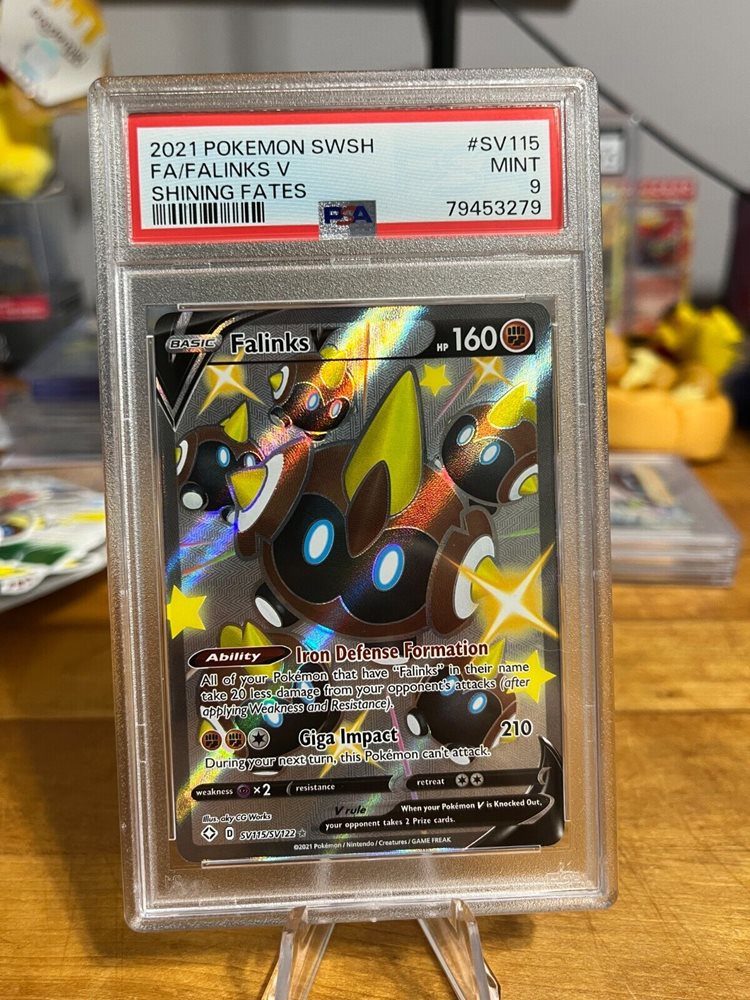 2021 POKEMON SWSH #SV115
FA/FALINKS V MINT
SHINING FATES 9
PSA 79453279
BASIC Falinks V HP 160
Ability Iron Defense Formation
All of your Pokémon that have "Falinks" in their name
take 20 less damage from your opponent's attacks (after
applying Weakness and Resistance).
Giga Impact 210
During your next turn, this Pokémon can't attack.
weakness ×2 resistance retreat
V rule When your Pokémon V is Knocked Out,
your opponent takes 2 Prize cards.
Illus. aky CG Works
D SV115/SV122
©2021 Pokémon / Nintendo / Creatures / GAME FREAK